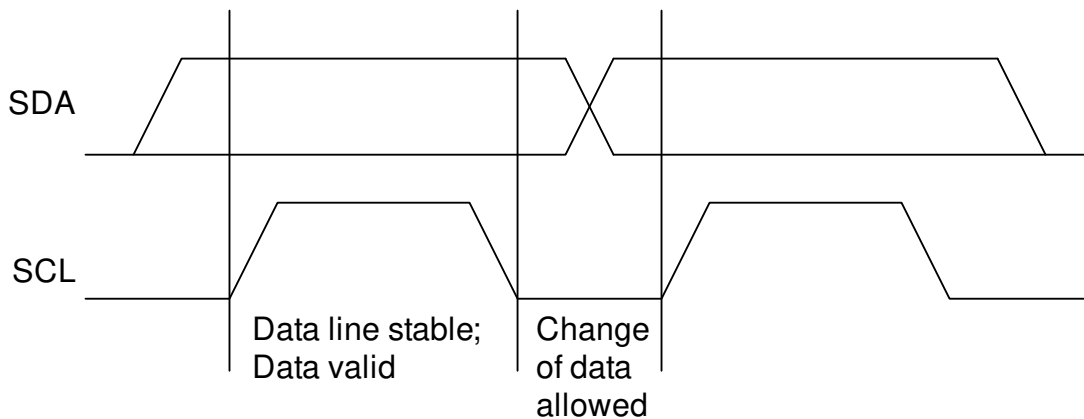 SDA
SCL
Data line stable;
Data valid
Change
of data
allowed